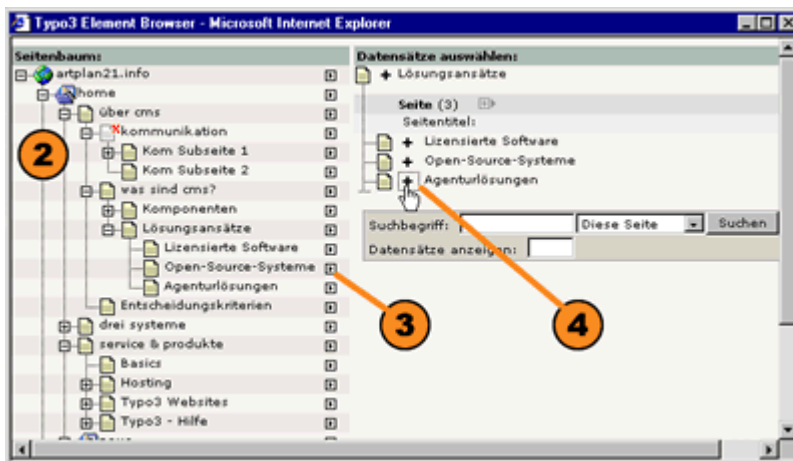 Typo3 Element Browser - Microsoft Internet Explorer
Seitenbaum:
artplan21.info
home
über cms
kommunikation
Kom Subseite 1
Kom Subseite 2
was sind cms?
Komponenten
Lösungsansätze
Lizensierte Software
Open-Source-Systeme
Agenturlösungen
Entscheidungskriterien
drei systeme
service & produkte
Basics
Hosting
Typo3 Websites
Typo3 - Hilfe
2
3
Datensätze auswählen:
Lösungsansätze
Seite (3)
Seitentitel:
Lizensierte Software
Open-Source-Systeme
Agenturlösungen
Suchbegriff: Diese Seite Suchen
Datensätze anzeigen:
4